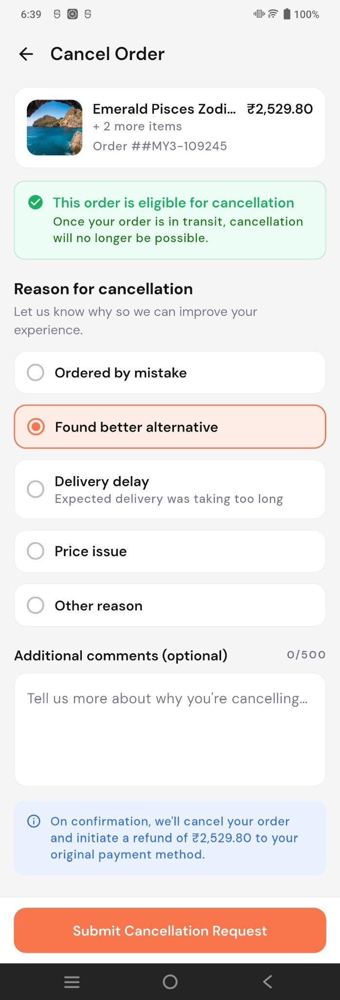 6:39
100%
Cancel Order
Emerald Pisces Zodi... ₹2,529.80
+ 2 more items
Order ##MY3-109245
This order is eligible for cancellation
Once your order is in transit, cancellation
will no longer be possible.
Reason for cancellation
Let us know why so we can improve your
experience.
Ordered by mistake
Found better alternative
Delivery delay
Expected delivery was taking too long
Price issue
Other reason
Additional comments (optional) 0/500
Tell us more about why you're cancelling...
On confirmation, we'll cancel your order
and initiate a refund of ₹2,529.80 to your
original payment method.
Submit Cancellation Request